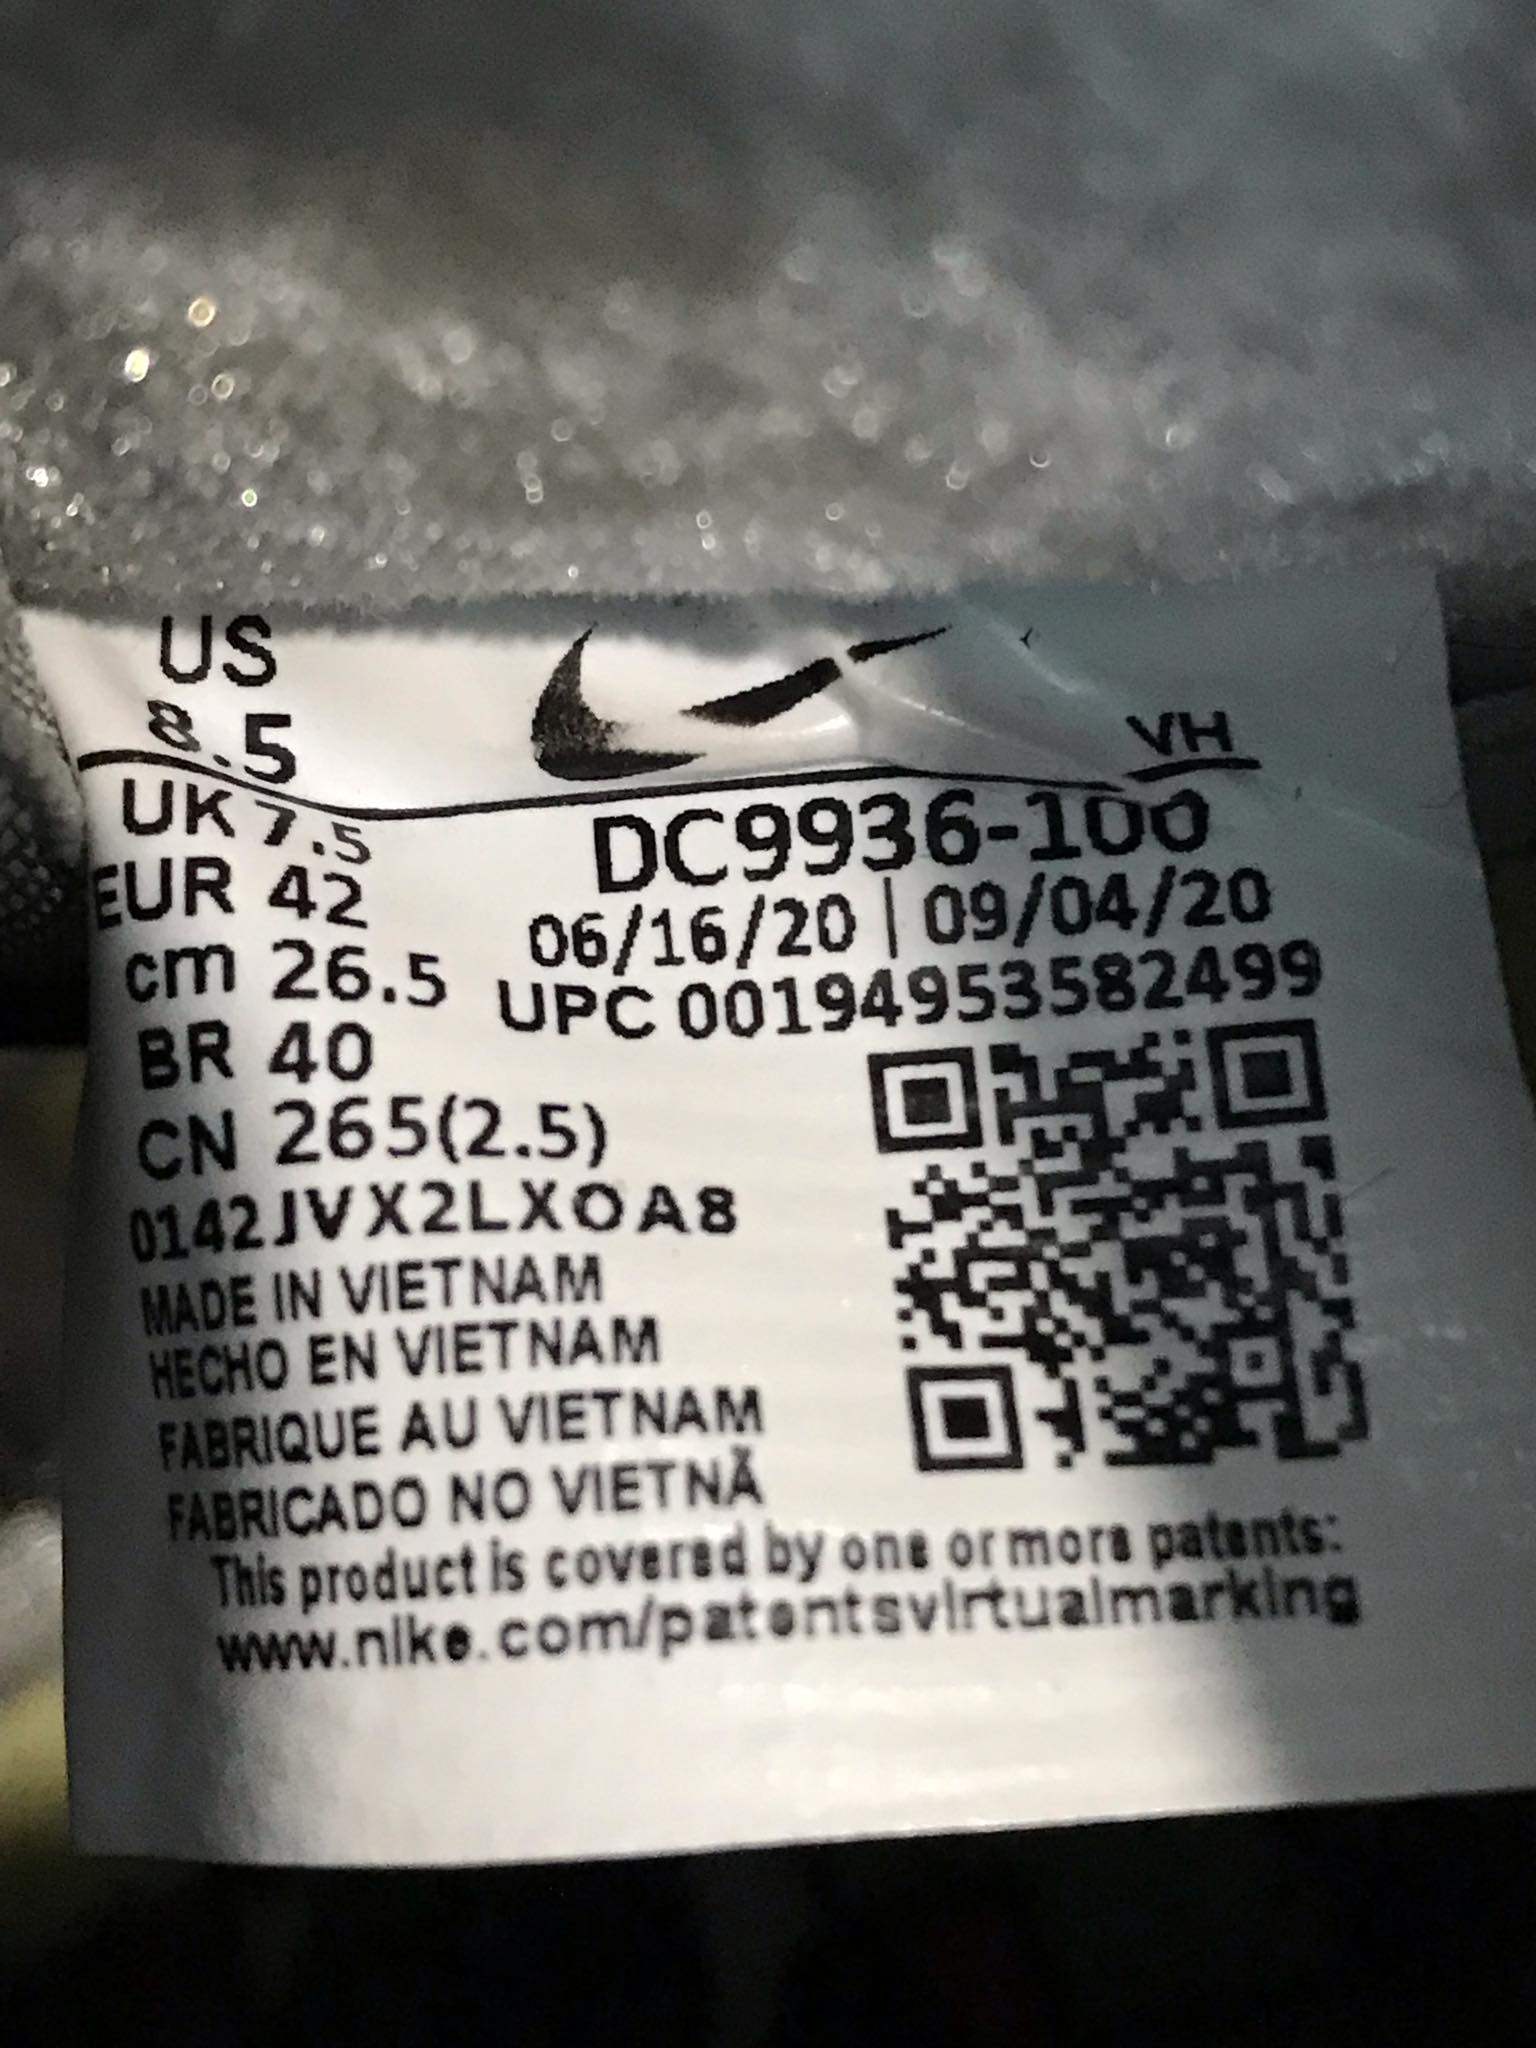 US
8.5
VH
UK 7.5
DC9936-100
EUR 42
06/16/20 | 09/04/20
cm 26.5
UPC 00194953582499
BR 40
CN 265(2.5)
0142JVX2LXOA8
MADE IN VIETNAM
HECHO EN VIETNAM
FABRIQUE AU VIETNAM
FABRICADO NO VIETNÃ
This product is covered by one or more patents:
www.nike.com/patentsvirtualmarking